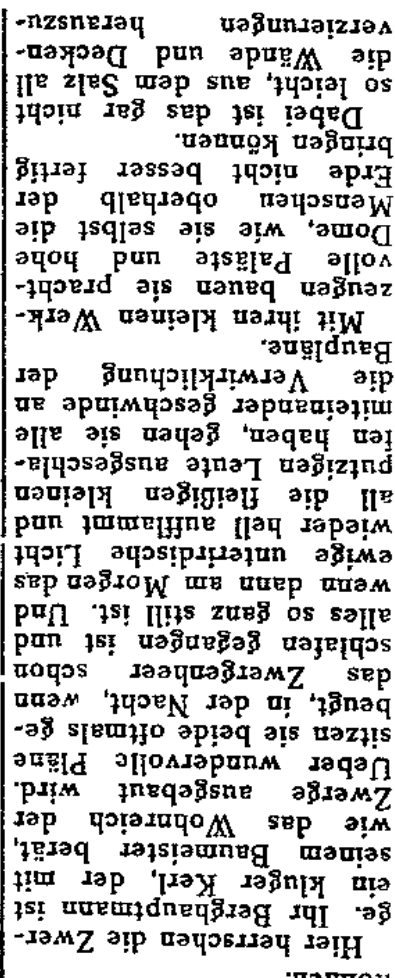 können.
Hier herrschen die Zwer-
ge. Ihr Berghauptmann ist
ein kluger Kerl, der mit
seinem Baumeister berät,
wie das Wohnreich der
Zwerge ausgebaut wird.
Ueber wundervolle Pläne
sitzen sie beide oftmals ge-
beugt, in der Nacht, wenn
das Zwergenheer schon
schlafen gegangen ist und
alles so ganz still ist. Und
wenn dann am Morgen das
ewige unterirdische Licht
wieder hell aufflammt und
all die fleißigen kleinen
putzigen Leute ausgeschla-
fen haben, gehen sie alle
miteinander geschwinde an
die Verwirklichung der
Baupläne.
Mit ihren kleinen Werk-
zeugen bauen sie pracht-
volle Paläste und hohe
Dome, wie sie selbst die
Menschen oberhalb der
Erde nicht besser fertig
bringen können.
Dabei ist das gar nicht
so leicht, aus dem Salz all
die Wände und Decken-
verzierungen herauszu-